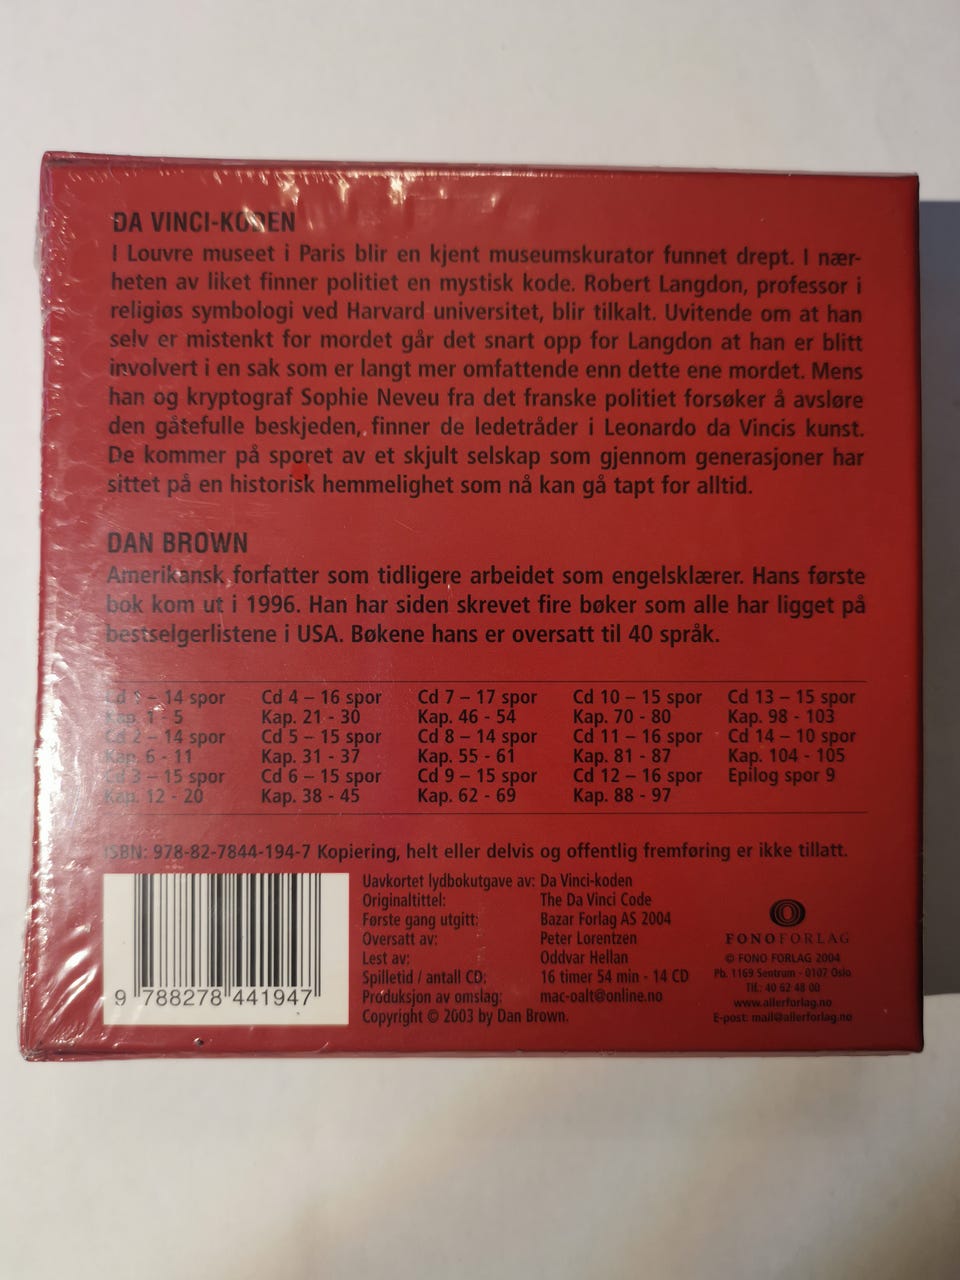 DA VINCI-KODEN
I Louvre museet i Paris blir en kjent museumskurator funnet drept. I nær-
heten av liket finner politiet en mystisk kode. Robert Langdon, professor i
religiøs symbologi ved Harvard universitet, blir tilkalt. Uvitende om at han
selv er mistenkt for mordet går det snart opp for Langdon at han er blitt
involvert i en sak som er langt mer omfattende enn dette ene mordet. Mens
han og kryptograf Sophie Neveu fra det franske politiet forsøker å avsløre
den gåtefulle beskjeden, finner de ledetråder i Leonardo da Vincis kunst.
De kommer på sporet av et skjult selskap som gjennom generasjoner har
sittet på en historisk hemmelighet som nå kan gå tapt for alltid.
DAN BROWN
Amerikansk forfatter som tidligere arbeidet som engelsklærer. Hans første
bok kom ut i 1996. Han har siden skrevet fire bøker som alle har ligget på
bestselgerlistene i USA. Bøkene hans er oversatt til 40 språk.
Cd 1 – 14 spor
Kap. 1 - 5
Cd 2 – 14 spor
Kap. 6 - 11
Cd 3 – 15 spor
Kap. 12 - 20
Cd 4 – 16 spor
Kap. 21 - 30
Cd 5 – 15 spor
Kap. 31 - 37
Cd 6 – 15 spor
Kap. 38 - 45
Cd 7 – 17 spor
Kap. 46 - 54
Cd 8 – 14 spor
Kap. 55 - 61
Cd 9 – 15 spor
Kap. 62 - 69
Cd 10 – 15 spor
Kap. 70 - 80
Cd 11 – 16 spor
Kap. 81 - 87
Cd 12 – 16 spor
Kap. 88 - 97
Cd 13 – 15 spor
Kap. 98 - 103
Cd 14 – 10 spor
Kap. 104 - 105
Epilog spor 9
ISBN: 978-82-7844-194-7 Kopiering, helt eller delvis og offentlig fremføring er ikke tillatt.
9 788278 441947
Uavkortet lydbokutgave av: Da Vinci-koden
Originaltittel: The Da Vinci Code
Første gang utgitt: Bazar Forlag AS 2004
Oversatt av: Peter Lorentzen
Lest av: Oddvar Hellan
Spilletid / antall CD: 16 timer 54 min - 14 CD
Produksjon av omslag: mac-oalt@online.no
Copyright © 2003 by Dan Brown.
FONOFORLAG
© FONO FORLAG 2004
Pb. 1169 Sentrum - 0107 Oslo
Tlf.: 40 62 48 00
www.allerforlag.no
E-post: mail@allerforlag.no